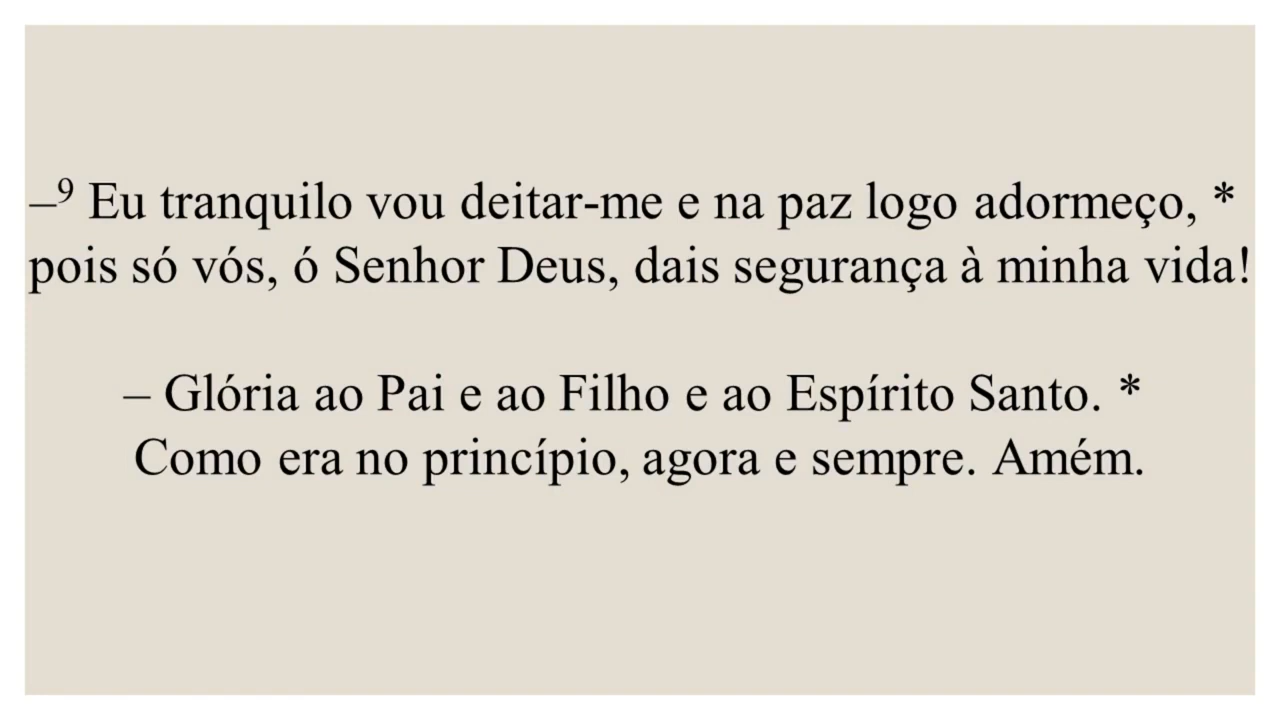 –⁹ Eu tranquilo vou deitar-me e na paz logo adormeço, *
pois só vós, ó Senhor Deus, dais segurança à minha vida!
– Glória ao Pai e ao Filho e ao Espírito Santo. *
Como era no princípio, agora e sempre. Amém.